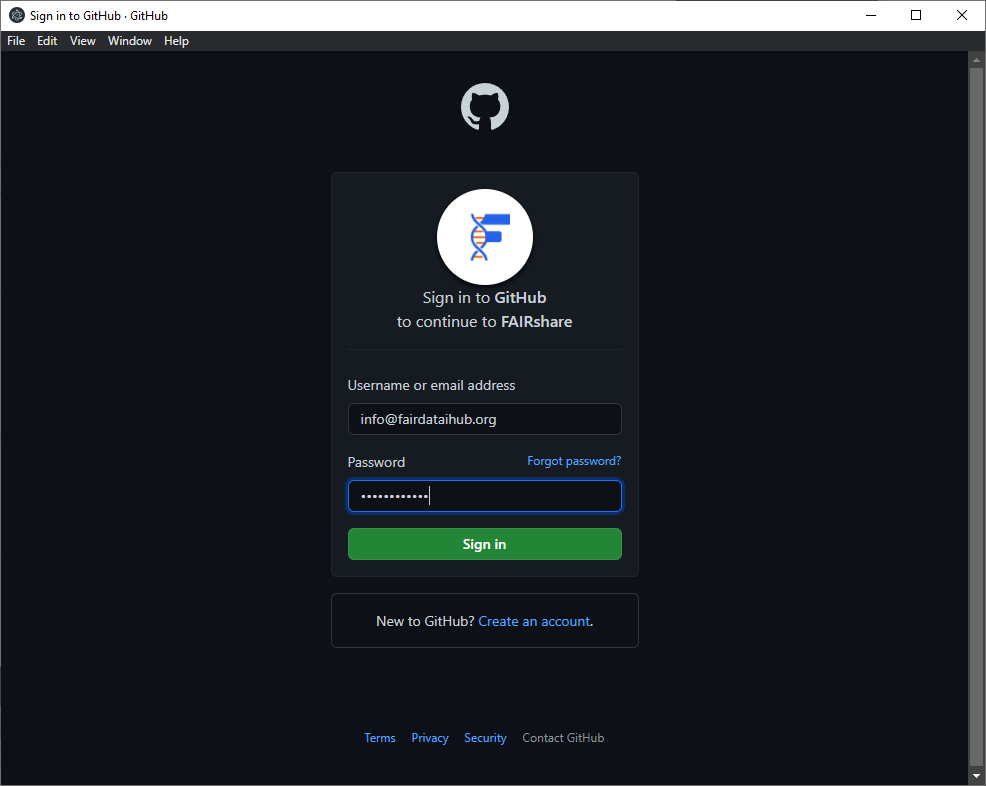 Sign in to GitHub · GitHub
File Edit View Window Help
Sign in to GitHub
to continue to FAIRshare
Username or email address
info@fairdataihub.org
Password Forgot password?
••••••••••••
Sign in
New to GitHub? Create an account.
Terms Privacy Security Contact GitHub